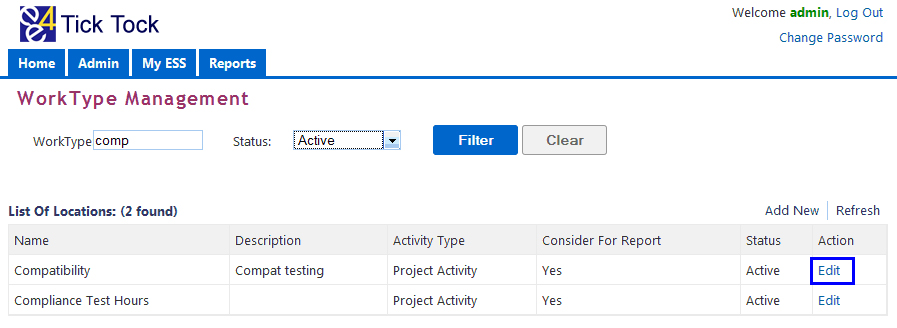 e4e Tick Tock
Welcome admin, Log Out
Change Password
Home Admin My ESS Reports
WorkType Management
WorkType comp Status: Active Filter Clear
List Of Locations: (2 found) Add New Refresh
Name Description Activity Type Consider For Report Status Action
Compatibility Compat testing Project Activity Yes Active Edit
Compliance Test Hours Project Activity Yes Active Edit